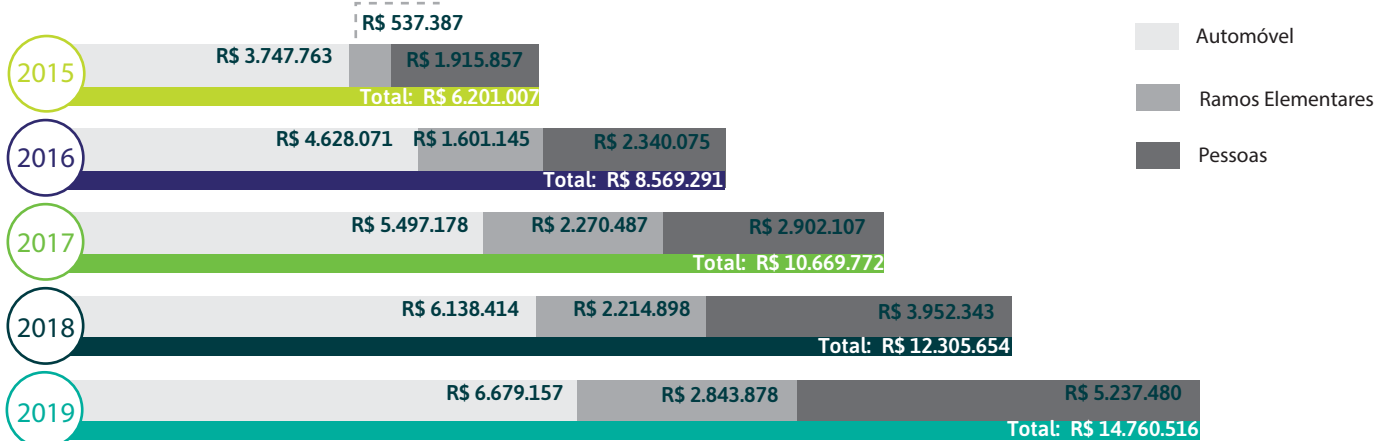 R$ 537.387
2015
R$ 3.747.763
R$ 1.915.857
Total: R$ 6.201.007
2016
R$ 4.628.071
R$ 1.601.145
R$ 2.340.075
Total: R$ 8.569.291
2017
R$ 5.497.178
R$ 2.270.487
R$ 2.902.107
Total: R$ 10.669.772
2018
R$ 6.138.414
R$ 2.214.898
R$ 3.952.343
Total: R$ 12.305.654
2019
R$ 6.679.157
R$ 2.843.878
R$ 5.237.480
Total: R$ 14.760.516
Automóvel
Ramos Elementares
Pessoas